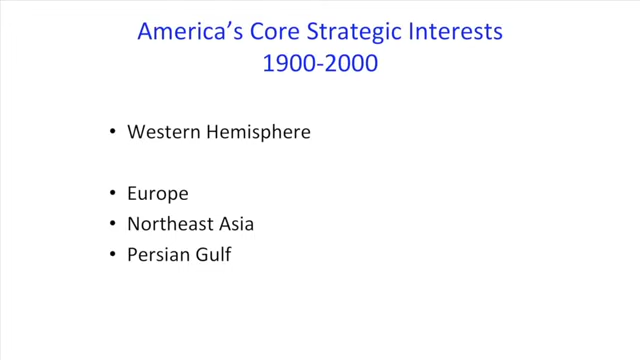 America’s Core Strategic Interests
1900-2000
• Western Hemisphere
• Europe
• Northeast Asia
• Persian Gulf